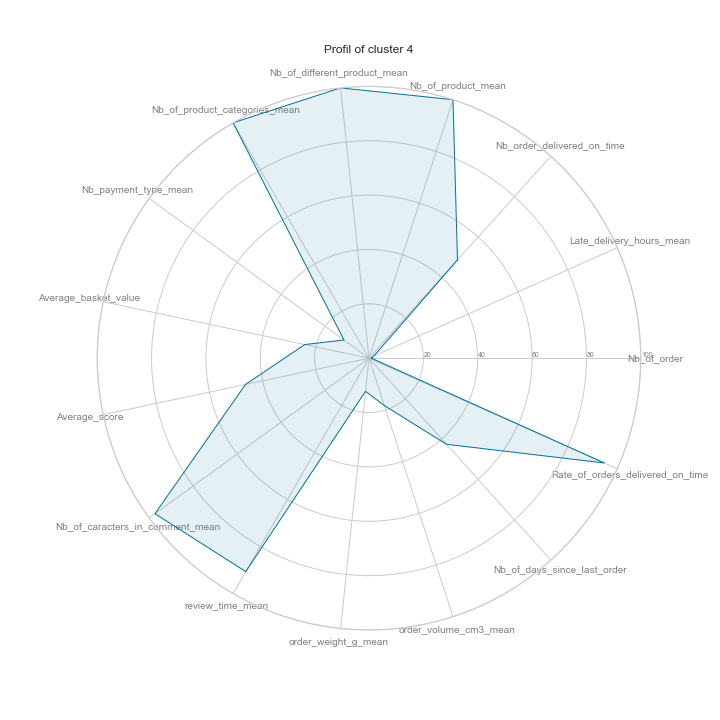 Profil of cluster 4
Nb_of_different_product_mean
Nb_of_product_mean
Nb_of_product_categories_mean
Nb_order_delivered_on_time
Nb_payment_type_mean
Late_delivery_hours_mean
Average_basket_value
20 40 60 80 100
Nb_of_order
Average_score
Rate_of_orders_delivered_on_time
Nb_of_caracters_in_comment_mean
Nb_of_days_since_last_order
review_time_mean
order_volume_cm3_mean
order_weight_g_mean